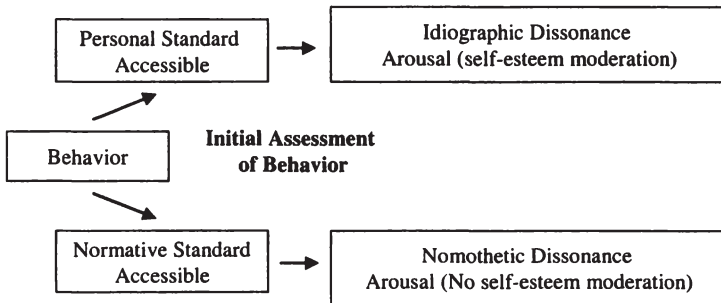 Personal Standard
Accessible
Idiographic Dissonance
Arousal (self-esteem moderation)
Behavior
Initial Assessment
of Behavior
Normative Standard
Accessible
Nomothetic Dissonance
Arousal (No self-esteem moderation)